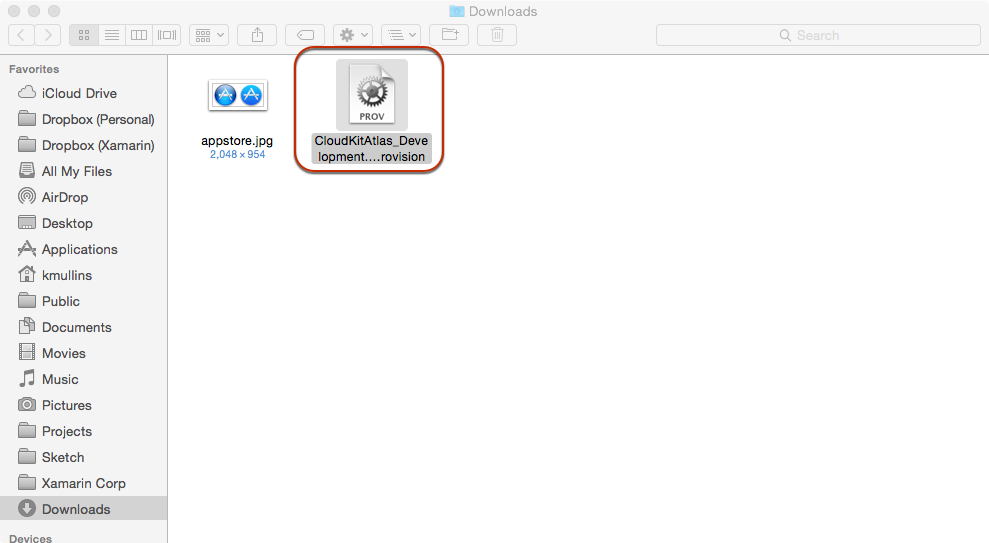 Downloads
Search
Favorites
iCloud Drive
Dropbox (Personal)
Dropbox (Xamarin)
All My Files
AirDrop
Desktop
Applications
kmullins
Public
Documents
Movies
Music
Pictures
Projects
Sketch
Xamarin Corp
Downloads
Devices
appstore.jpg
2,048 × 954
PROV
CloudKitAtlas_Deve
lopment....rovision